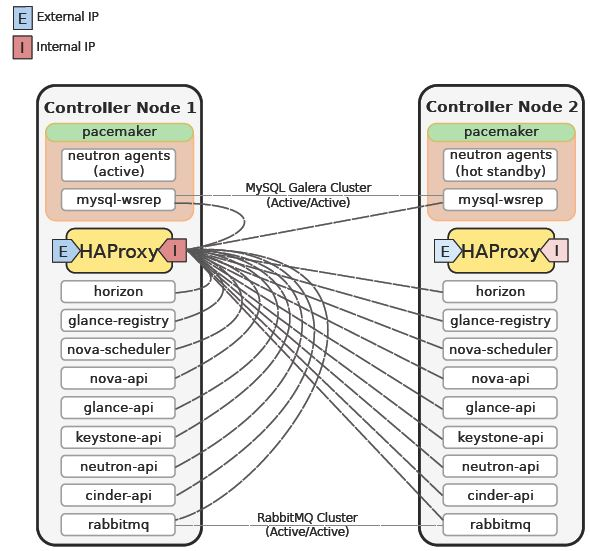 E External IP
I Internal IP
Controller Node 1
pacemaker
neutron agents
(active)
mysql-wsrep
E HAProxy I
horizon
glance-registry
nova-scheduler
nova-api
glance-api
keystone-api
neutron-api
cinder-api
rabbitmq
MySQL Galera Cluster
(Active/Active)
RabbitMQ Cluster
(Active/Active)
Controller Node 2
pacemaker
neutron agents
(hot standby)
mysql-wsrep
E HAProxy I
horizon
glance-registry
nova-scheduler
nova-api
glance-api
keystone-api
neutron-api
cinder-api
rabbitmq